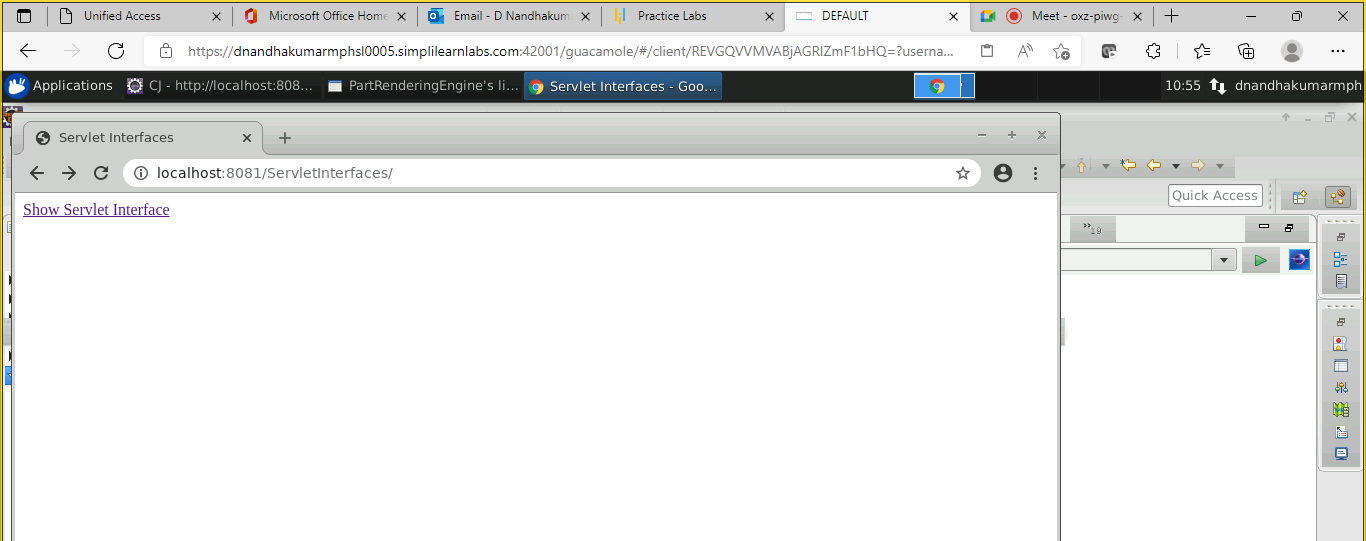 Unified Access
Microsoft Office Home
Email - D Nandhakum
Practice Labs
DEFAULT
Meet - oxz-piwg-
https://dnandhakumarmphsl0005.simplilearnlabs.com:42001/guacamole/#/client/REVGQVVMVABjAGRlZmF1bHQ=?userna...
Applications
CJ - http://localhost:808...
PartRenderingEngine's li...
Servlet Interfaces - Goo...
10:55
dnandhakumarmph
Servlet Interfaces
localhost:8081/ServletInterfaces/
Quick Access
Show Servlet Interface
»19